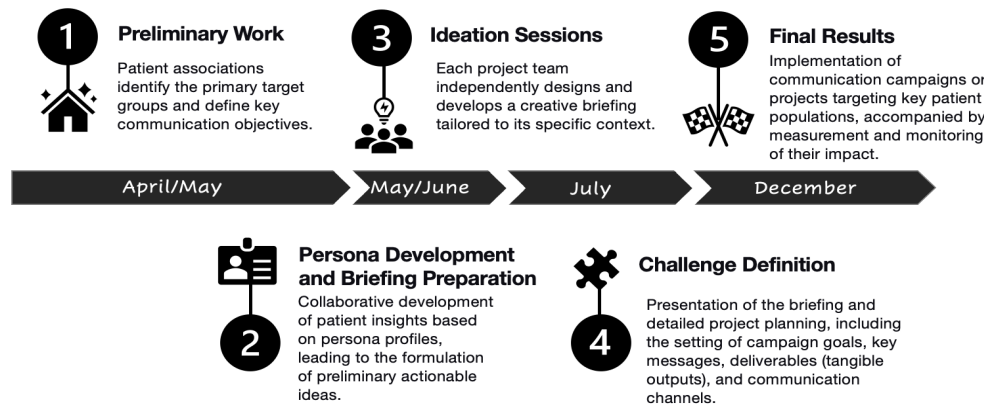 1
Preliminary Work
Patient associations
identify the primary target
groups and define key
communication objectives.
3
Ideation Sessions
Each project team
independently designs and
develops a creative briefing
tailored to its specific context.
5
Final Results
Implementation of
communication campaigns or
projects targeting key patient
populations, accompanied by
measurement and monitoring
of their impact.
April/May
May/June
July
December
2
Persona Development
and Briefing Preparation
Collaborative development
of patient insights based
on persona profiles,
leading to the formulation
of preliminary actionable
ideas.
4
Challenge Definition
Presentation of the briefing and
detailed project planning, including
the setting of campaign goals, key
messages, deliverables (tangible
outputs), and communication
channels.